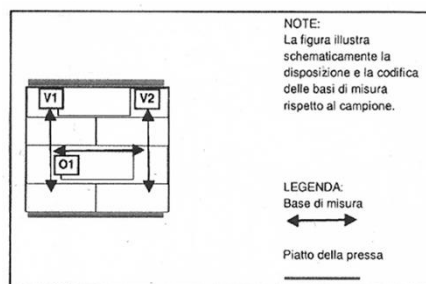 NOTE:
La figura illustra
schematicamente la
disposizione e la codifica
delle basi di misura
rispetto al campione.
V1
V2
O1
LEGENDA:
Base di misura
Piatto della pressa